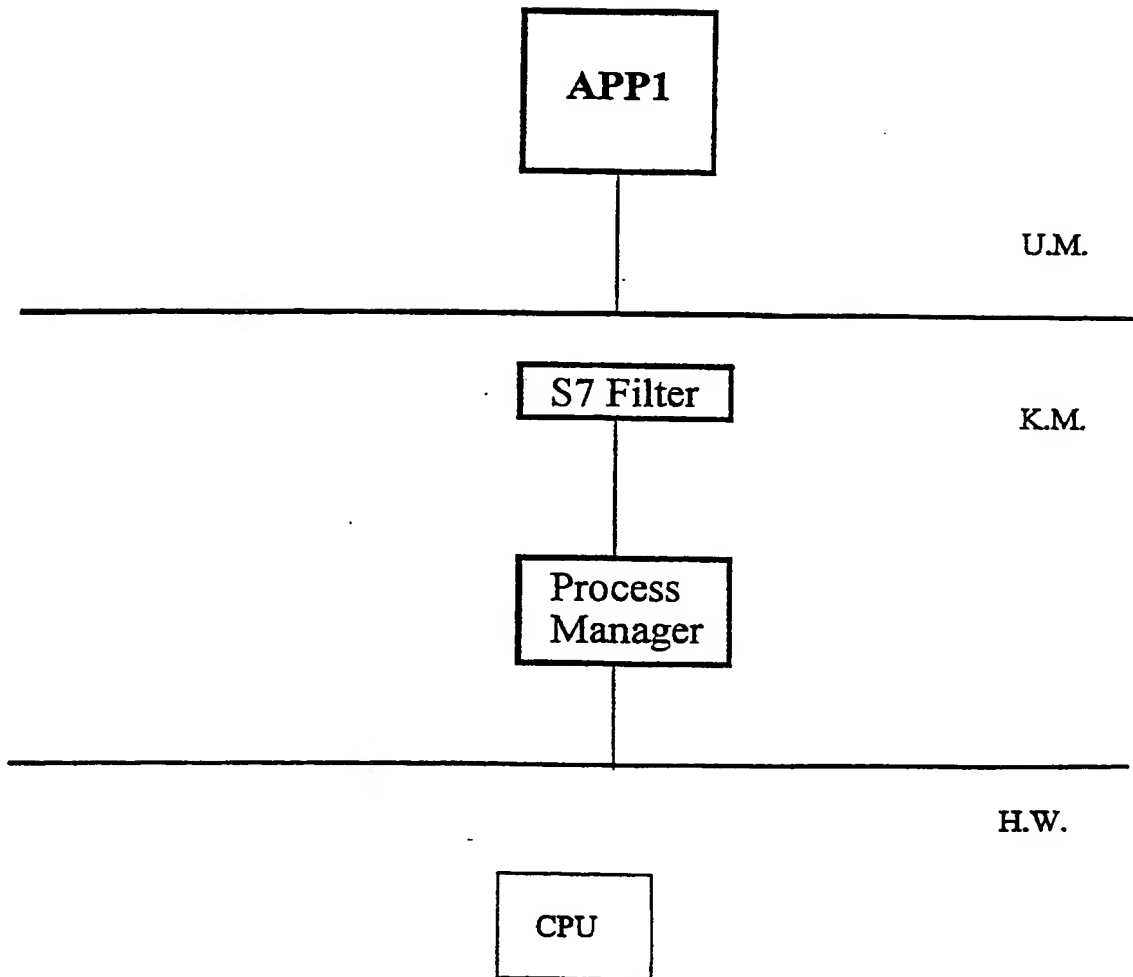 APP1
U.M.
S7 Filter
K.M.
Process
Manager
H.W.
CPU